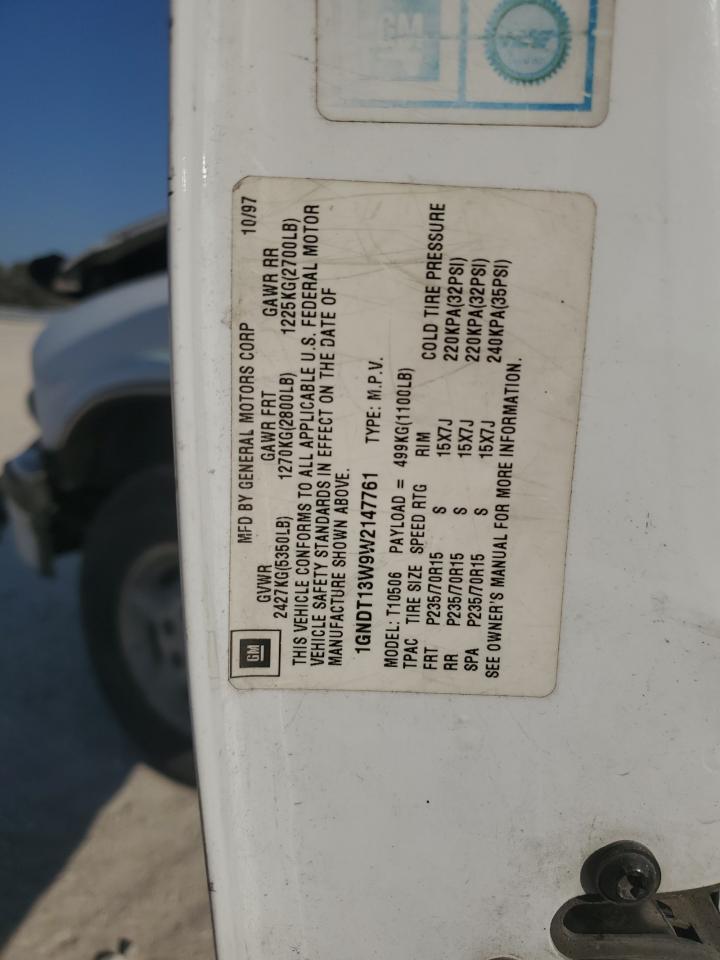 GM
GM
MFD BY GENERAL MOTORS CORP 10/97
GVWR GAWR FRT GAWR RR
2427KG(5350LB) 1270KG(2800LB) 1225KG(2700LB)
THIS VEHICLE CONFORMS TO ALL APPLICABLE U.S. FEDERAL MOTOR
VEHICLE SAFETY STANDARDS IN EFFECT ON THE DATE OF
MANUFACTURE SHOWN ABOVE.
1GNDT13W9W2147761 TYPE: M.P.V.
MODEL: T10506 PAYLOAD = 499KG(1100LB)
TPAC TIRE SIZE SPEED RTG RIM COLD TIRE PRESSURE
FRT P235/70R15 S 15X7J 220KPA(32PSI)
RR P235/70R15 S 15X7J 220KPA(32PSI)
SPA P235/70R15 S 15X7J 240KPA(35PSI)
SEE OWNER'S MANUAL FOR MORE INFORMATION.